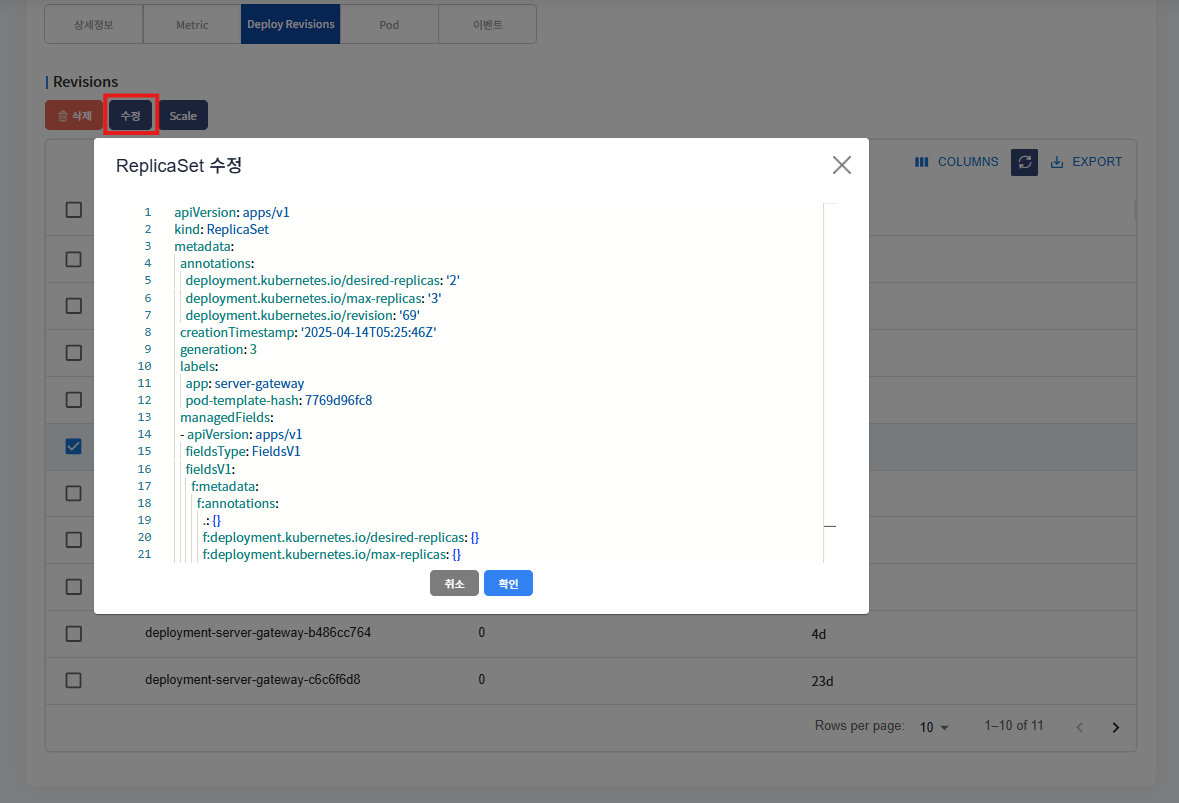 상세정보 Metric Deploy Revisions Pod 이벤트
Revisions
삭제 수정 Scale
COLUMNS EXPORT
ReplicaSet 수정
1 apiVersion: apps/v1
2 kind: ReplicaSet
3 metadata:
4 annotations:
5 deployment.kubernetes.io/desired-replicas: '2'
6 deployment.kubernetes.io/max-replicas: '3'
7 deployment.kubernetes.io/revision: '69'
8 creationTimestamp: '2025-04-14T05:25:46Z'
9 generation: 3
10 labels:
11 app: server-gateway
12 pod-template-hash: 7769d96fc8
13 managedFields:
14 - apiVersion: apps/v1
15 fieldsType: FieldsV1
16 fieldsV1:
17 f:metadata:
18 f:annotations:
19 .: {}
20 f:deployment.kubernetes.io/desired-replicas: {}
21 f:deployment.kubernetes.io/max-replicas: {}
취소 확인
deployment-server-gateway-b486cc764 0 4d
deployment-server-gateway-c6c6f6d8 0 23d
Rows per page: 10 1–10 of 11